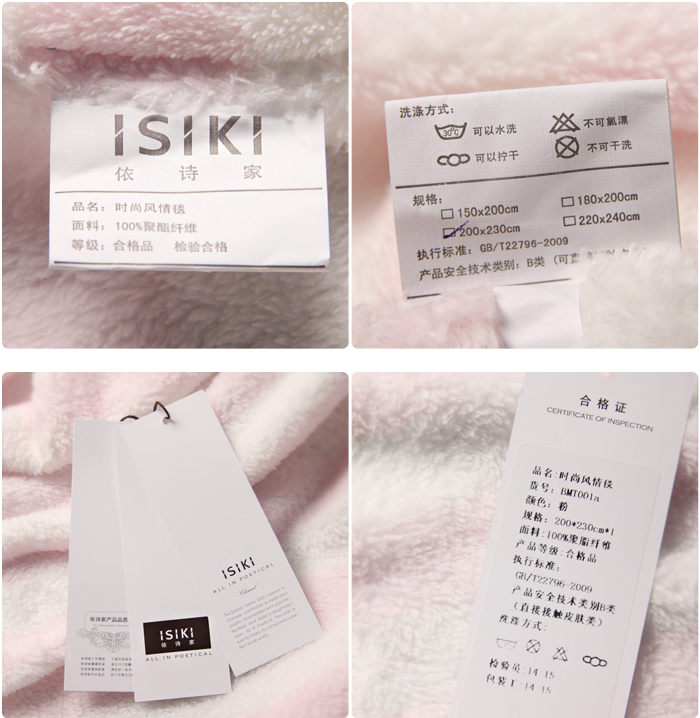 ISIKI
依 诗 家
品名: 时尚风情毯
面料: 100%聚酯纤维
等级: 合格品 检验合格
洗涤方式:
30℃ 可以水洗 不可氯漂
可以拧干 不可干洗
规格:
150x200cm 180x200cm
200x230cm 220x240cm
执行标准: GB/T22796-2009
产品安全技术类别: B类 (可直
ISIKI
ALL IN POETICAL
依诗家产品品质
ISIKI
依 诗 家
ALL IN POETICAL
合格证
CERTIFICATE OF INSPECTION
品名:时尚风情毯
货号: BMT001a
颜色: 粉
规格: 200*230cm*1
面料:100%聚脂纤维
产品等级:合格品
执行标准:
GB/T22796-2009
产品安全技术类别B类
(直接接触皮肤类)
洗涤方式:
检验员:14 15
包装工:14 15